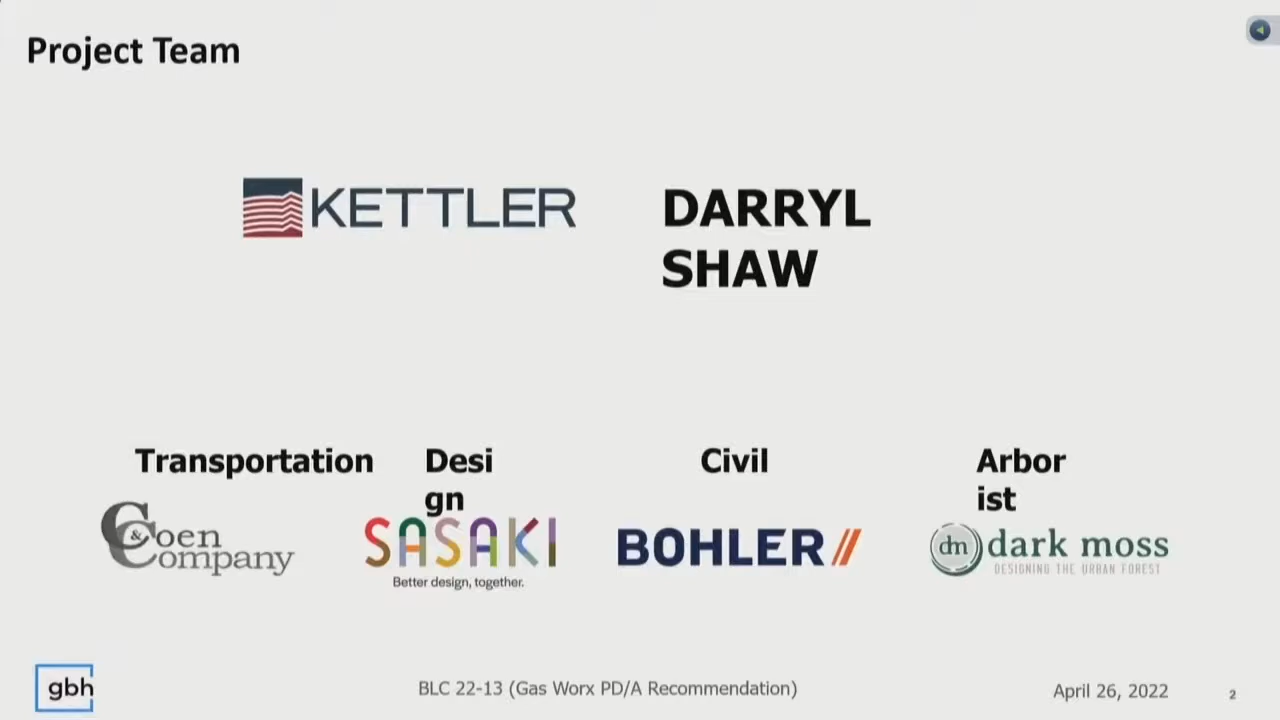 Project Team
KETTLER
DARRYL
SHAW
Transportation
Desi
gn
Civil
Arbor
ist
Coen
& Company
SASAKI
Better design, together.
BOHLER//
dm dark moss
DESIGNING THE URBAN FOREST
gbh
BLC 22-13 (Gas Worx PD/A Recommendation)
April 26, 2022
2